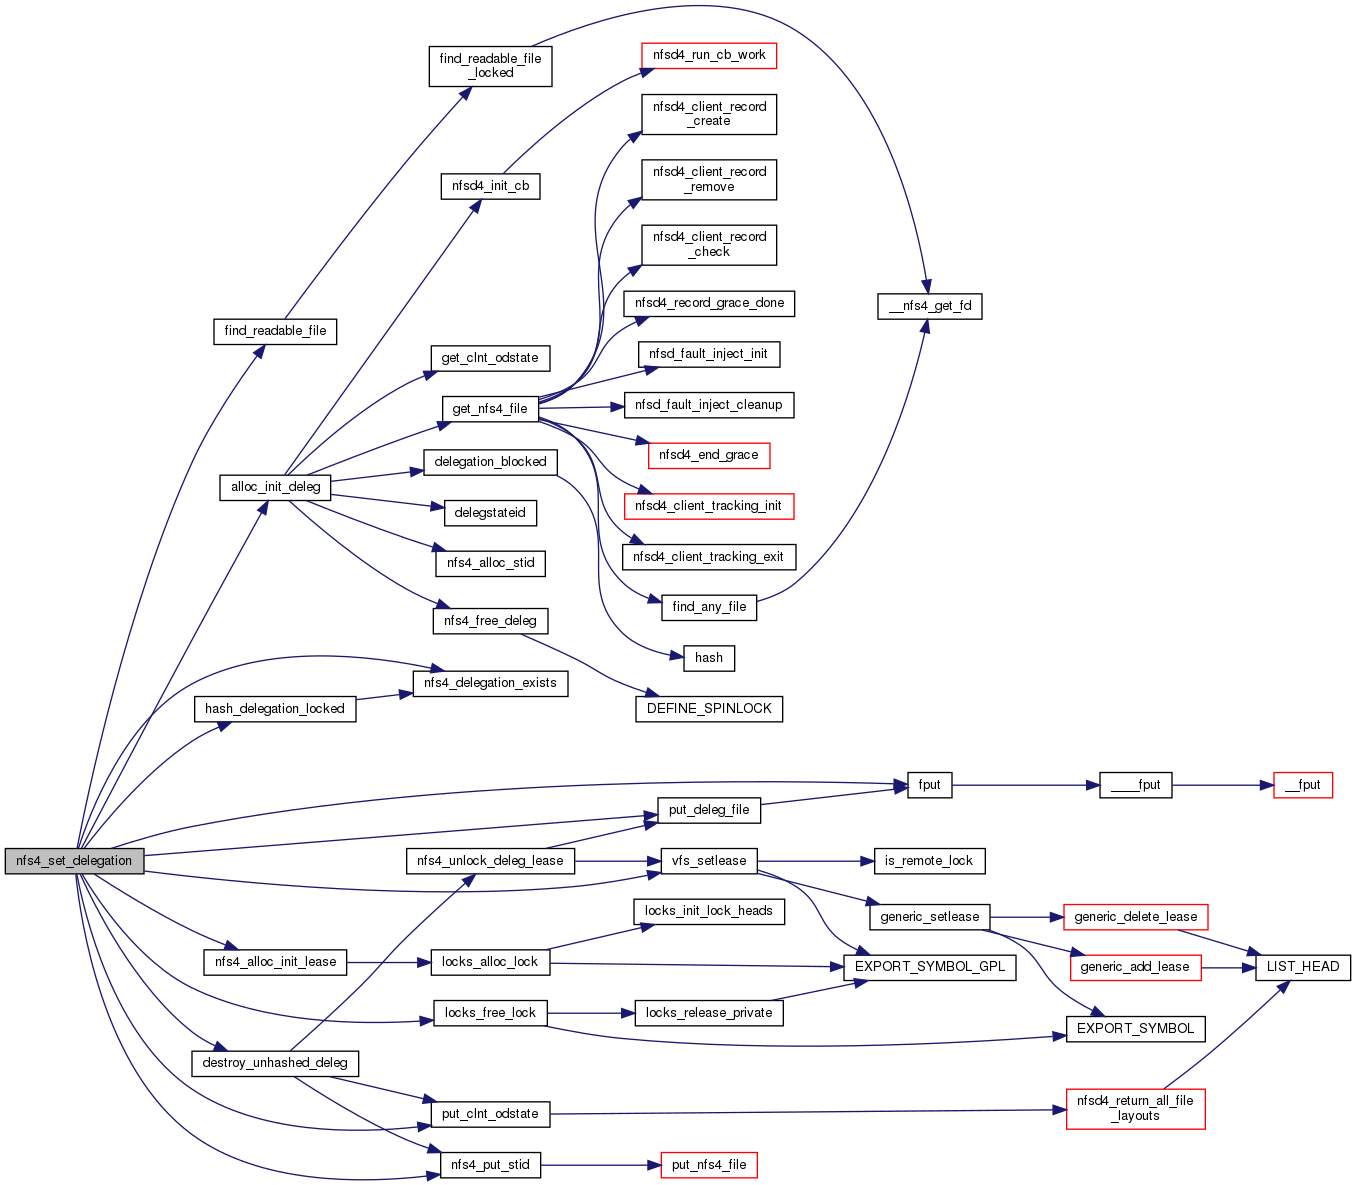 find_readable_file
_locked
nfsd4_run_cb_work
nfsd4_client_record
_create
nfsd4_client_record
_remove
nfsd4_init_cb
nfsd4_client_record
_check
nfsd4_record_grace_done
__nfs4_get_fd
find_readable_file
get_clnt_odstate
nfsd_fault_inject_init
get_nfs4_file
nfsd_fault_inject_cleanup
delegation_blocked
nfsd4_end_grace
alloc_init_deleg
delegstateid
nfsd4_client_tracking_init
nfs4_alloc_stid
nfsd4_client_tracking_exit
find_any_file
nfs4_free_deleg
hash
nfs4_delegation_exists
hash_delegation_locked
DEFINE_SPINLOCK
fput
____fput
__fput
put_deleg_file
nfs4_set_delegation
nfs4_unlock_deleg_lease
vfs_setlease
is_remote_lock
locks_init_lock_heads
generic_setlease
generic_delete_lease
nfs4_alloc_init_lease
locks_alloc_lock
EXPORT_SYMBOL_GPL
generic_add_lease
LIST_HEAD
locks_free_lock
locks_release_private
EXPORT_SYMBOL
destroy_unhashed_deleg
put_clnt_odstate
nfsd4_return_all_file
_layouts
nfs4_put_stid
put_nfs4_file